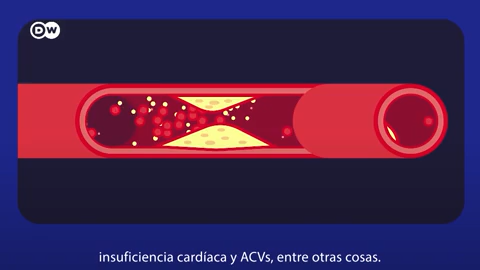 DW
insuficiencia cardíaca y ACVs, entre otras cosas.